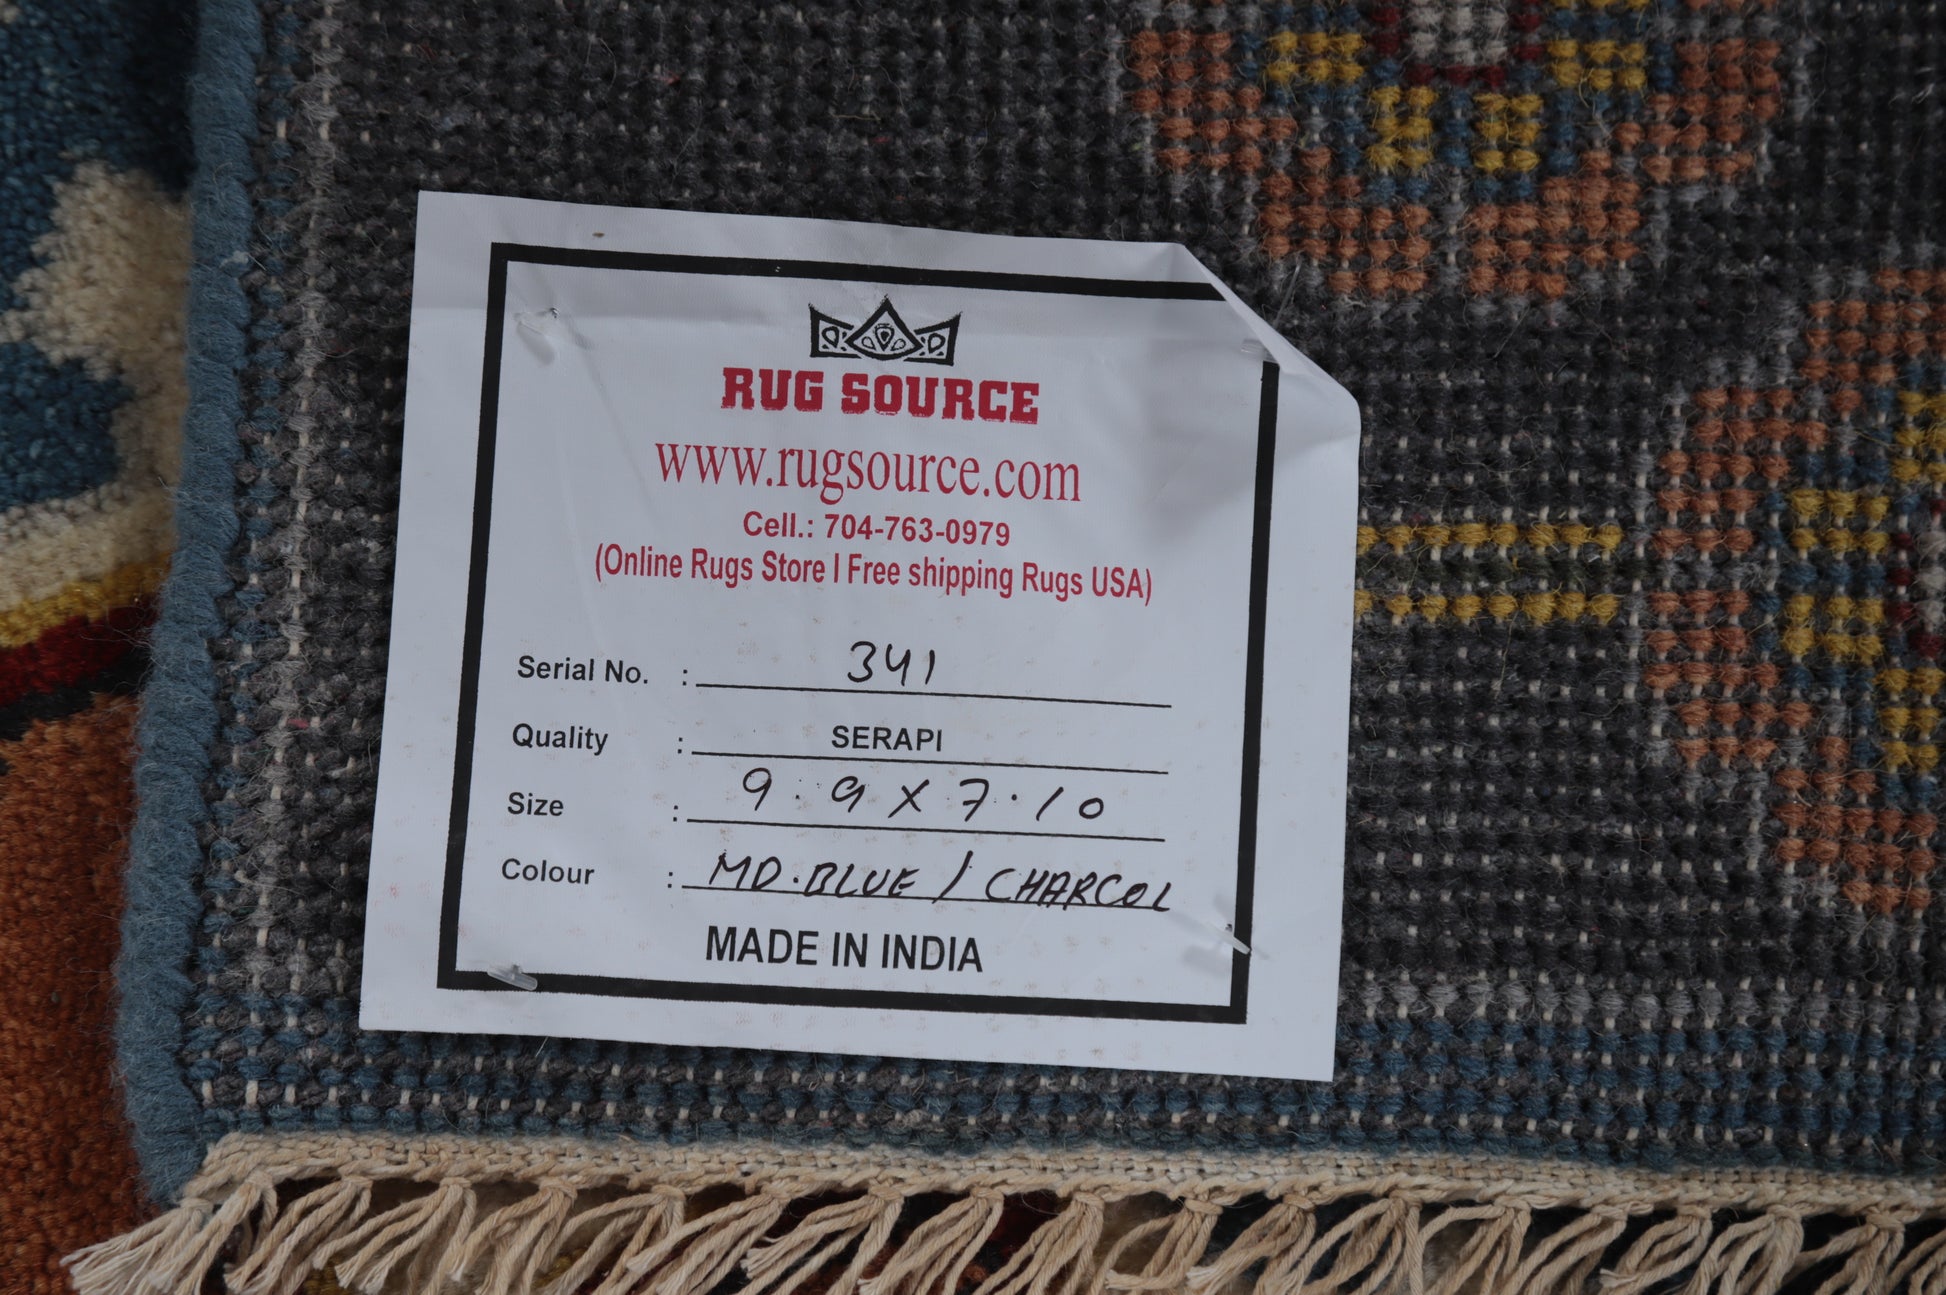 RUG SOURCE
www.rugsource.com
Cell.: 704-763-0979
(Online Rugs Store I Free shipping Rugs USA)
Serial No. : 341
Quality : SERAPI
Size : 9.9 X 7.10
Colour : MD.BLUE / CHARCOL
MADE IN INDIA